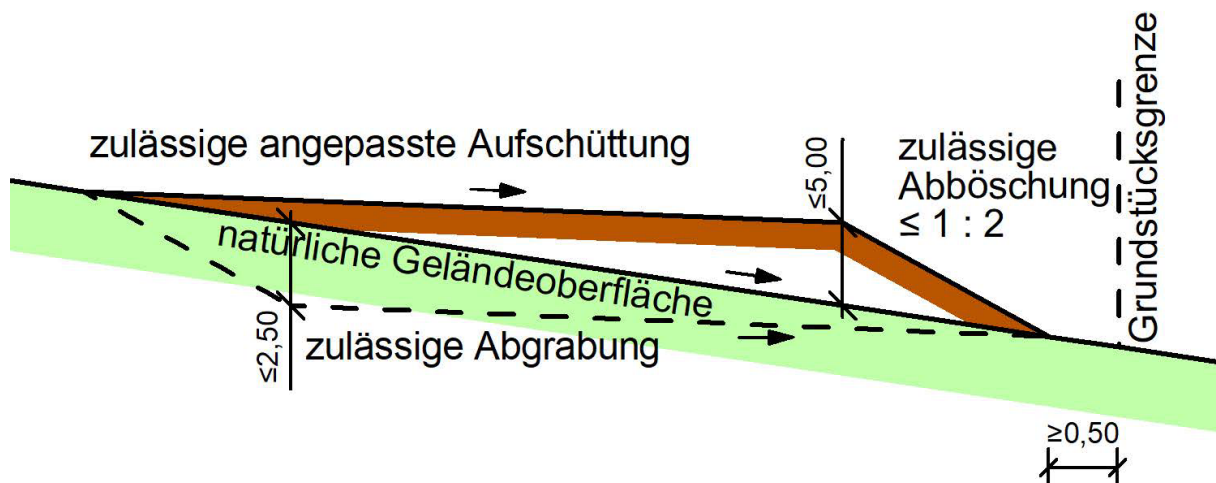 zulässige angepasste Aufschüttung
≤5,00
zulässige
Abböschung
≤ 1 : 2
Grundstücksgrenze
natürliche Geländeoberfläche
≤2,50
zulässige Abgrabung
≥0,50